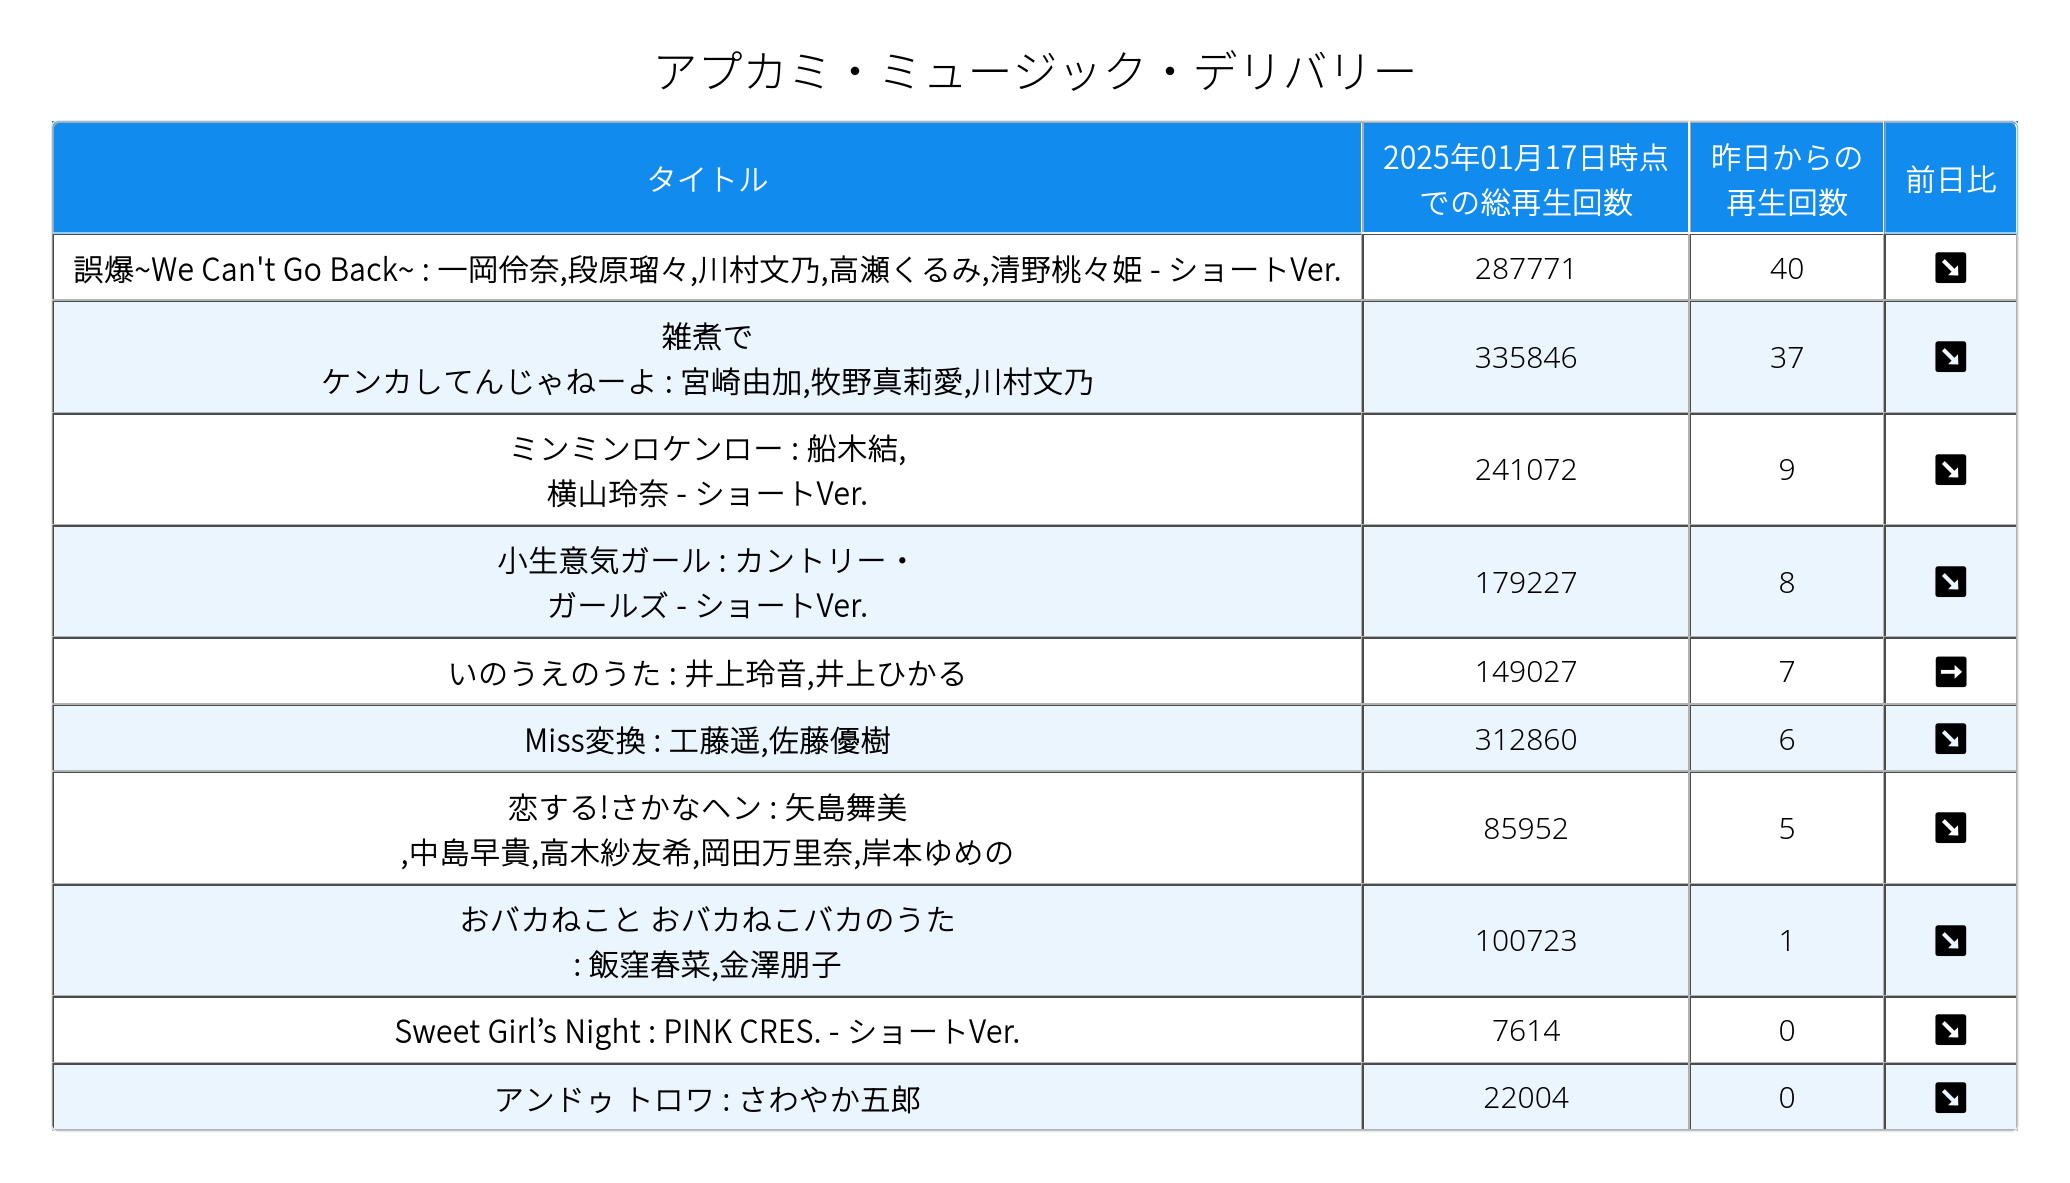 アプカミ・ミュージック・デリバリー
タイトル
2025年01月17日時点
での総再生回数
昨日からの
再生回数
前日比
誤爆~We Can't Go Back~ : 一岡伶奈,段原瑠々,川村文乃,高瀬くるみ,清野桃々姫 - ショートVer.
287771
40
雑煮で
ケンカしてんじゃねーよ : 宮崎由加,牧野真莉愛,川村文乃
335846
37
ミンミンロケンロー : 船木結,
横山玲奈 - ショートVer.
241072
9
小生意気ガール : カントリー・
ガールズ - ショートVer.
179227
8
いのうえのうた : 井上玲音,井上ひかる
149027
7
Miss変換 : 工藤遥,佐藤優樹
312860
6
恋する!さかなヘン : 矢島舞美
,中島早貴,高木紗友希,岡田万里奈,岸本ゆめの
85952
5
おバカねこと おバカねこバカのうた
: 飯窪春菜,金澤朋子
100723
1
Sweet Girl’s Night : PINK CRES. - ショートVer.
7614
0
アンドゥ トロワ : さわやか五郎
22004
0